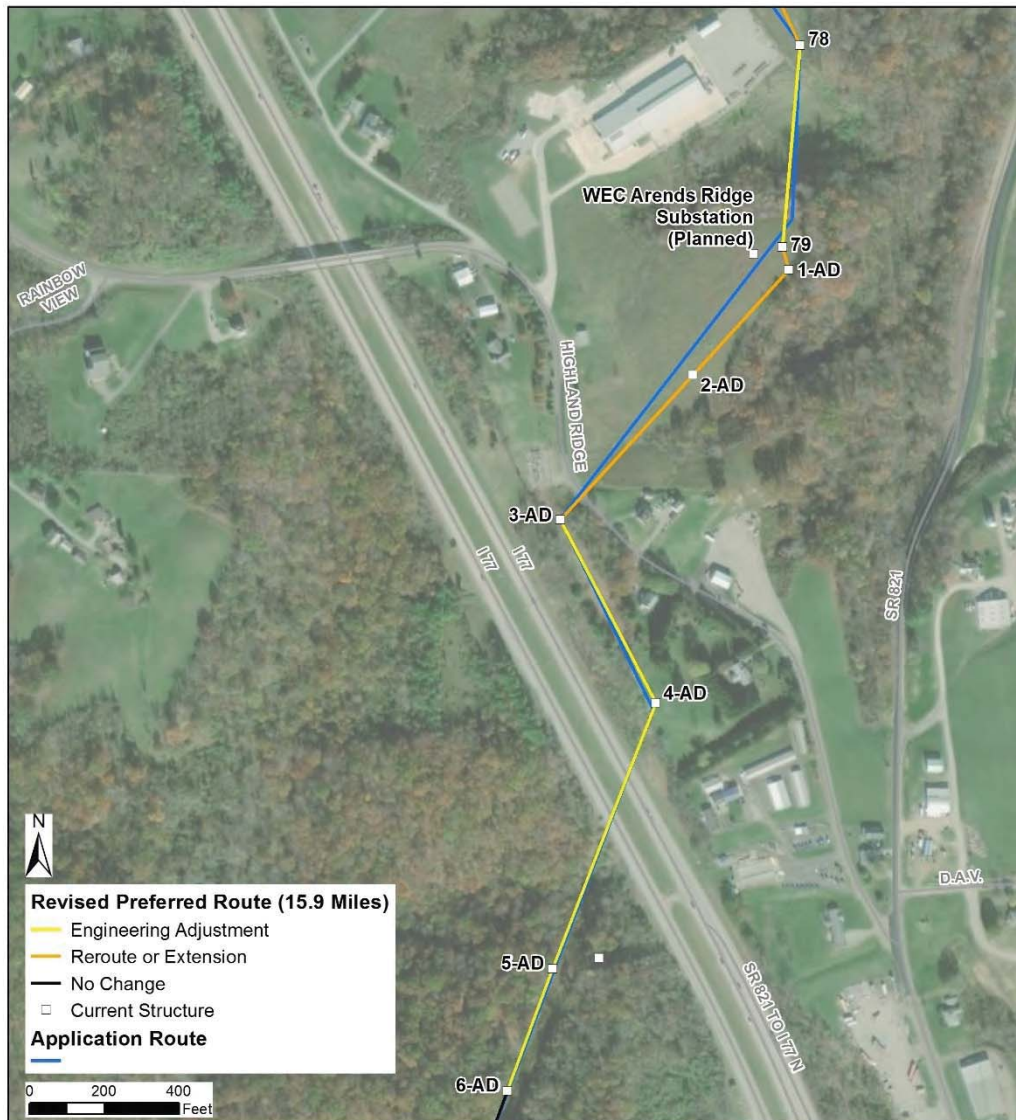 78
WEC Arends Ridge
Substation
(Planned)
79
1-AD
RAINBOW
VIEW
HIGHLAND RIDGE
2-AD
3-AD
I 77
I 77
SR 821
4-AD
D.A.V.
5-AD
SR 821 TO I 77 N
6-AD
N
Revised Preferred Route (15.9 Miles)
Engineering Adjustment
Reroute or Extension
No Change
Current Structure
Application Route
0 200 400
Feet